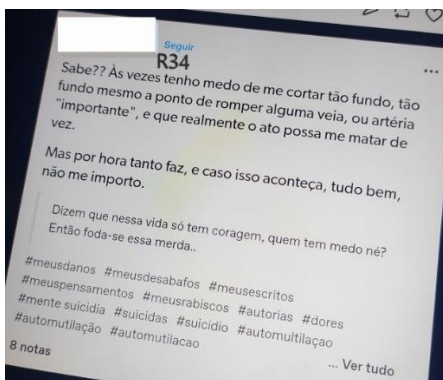 Seguir
R34
Sabe?? Às vezes tenho medo de me cortar tão fundo, tão
fundo mesmo a ponto de romper alguma veia, ou artéria
"importante", e que realmente o ato possa me matar de
vez.
Mas por hora tanto faz, e caso isso aconteça, tudo bem,
não me importo.
Dizem que nessa vida só tem coragem, quem tem medo né?
Então foda-se essa merda..
#meusdanos #meusdesabafos #meusescritos
#meuspensamentos #meusrabiscos #autorias #dores
#mente suicidia #suicidas #suicídio #automultilaçao
#automutilação #automutilacao
... Ver tudo
8 notas